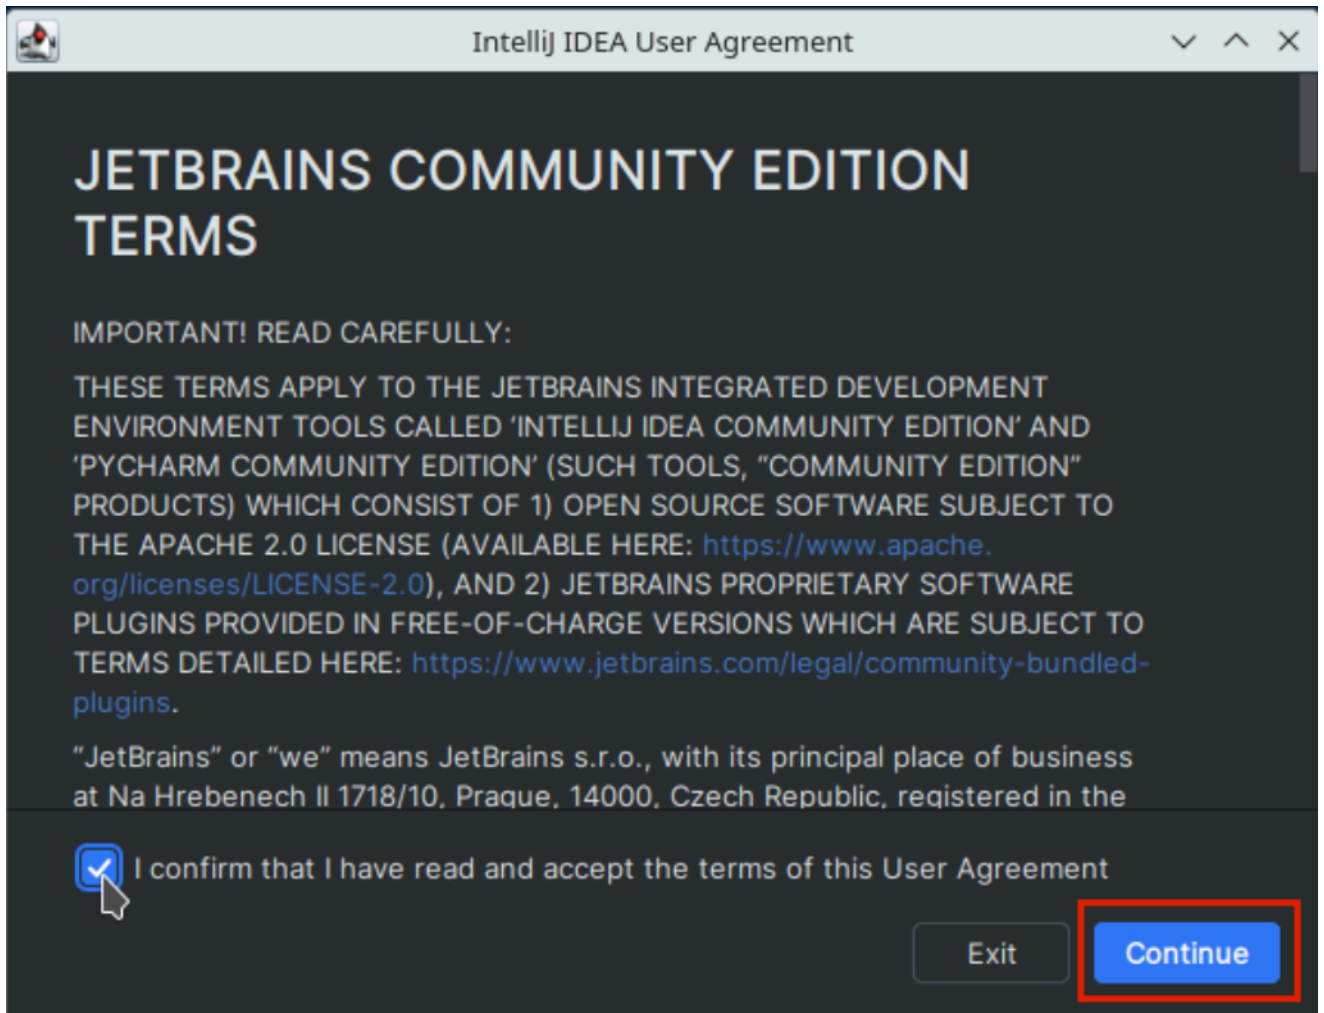 IntelliJ IDEA User Agreement
JETBRAINS COMMUNITY EDITION
TERMS
IMPORTANT! READ CAREFULLY:
THESE TERMS APPLY TO THE JETBRAINS INTEGRATED DEVELOPMENT
ENVIRONMENT TOOLS CALLED ‘INTELLIJ IDEA COMMUNITY EDITION’ AND
‘PYCHARM COMMUNITY EDITION’ (SUCH TOOLS, “COMMUNITY EDITION”
PRODUCTS) WHICH CONSIST OF 1) OPEN SOURCE SOFTWARE SUBJECT TO
THE APACHE 2.0 LICENSE (AVAILABLE HERE: https://www.apache.
org/licenses/LICENSE-2.0), AND 2) JETBRAINS PROPRIETARY SOFTWARE
PLUGINS PROVIDED IN FREE-OF-CHARGE VERSIONS WHICH ARE SUBJECT TO
TERMS DETAILED HERE: https://www.jetbrains.com/legal/community-bundled-
plugins.
“JetBrains” or “we” means JetBrains s.r.o., with its principal place of business
at Na Hrebenech II 1718/10, Prague, 14000, Czech Republic, registered in the
I confirm that I have read and accept the terms of this User Agreement
Exit
Continue